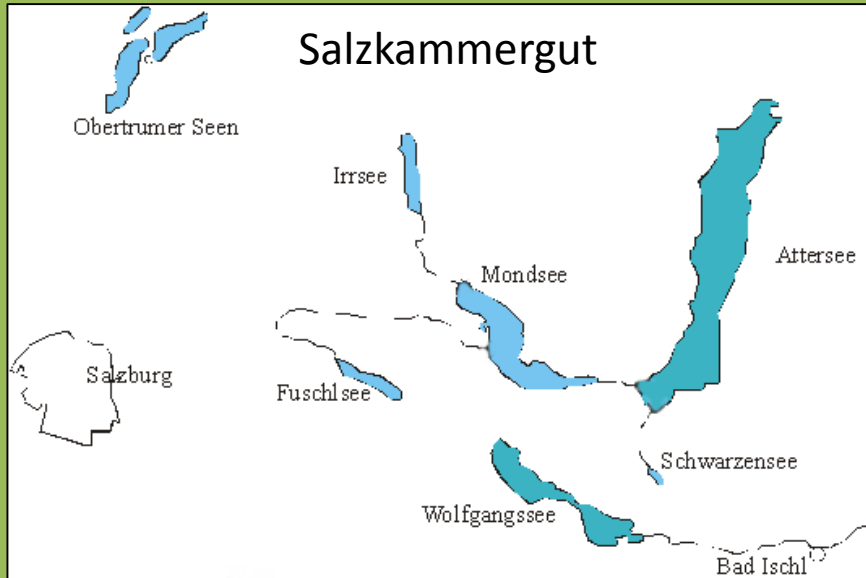 Salzkammergut
Obertrumer Seen
Irrsee
Mondsee
Attersee
Salzburg
Fuschlsee
Schwarzensee
Wolfgangssee
Bad Ischl